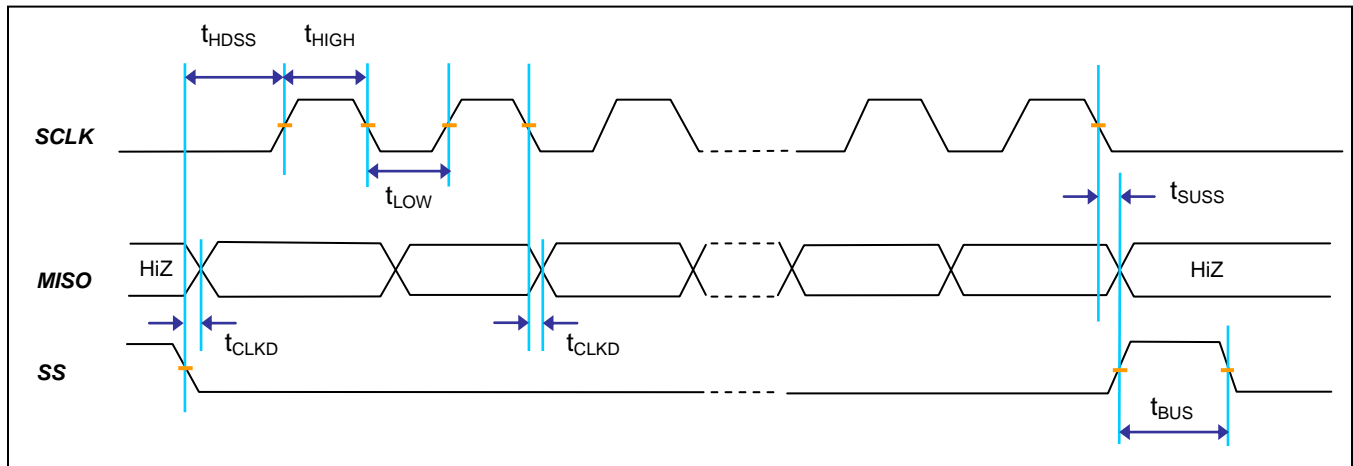 tHDSS tHIGH
SCLK
tLOW
tSUSS
HiZ HiZ
MISO
tCLKD tCLKD
SS
tBUS